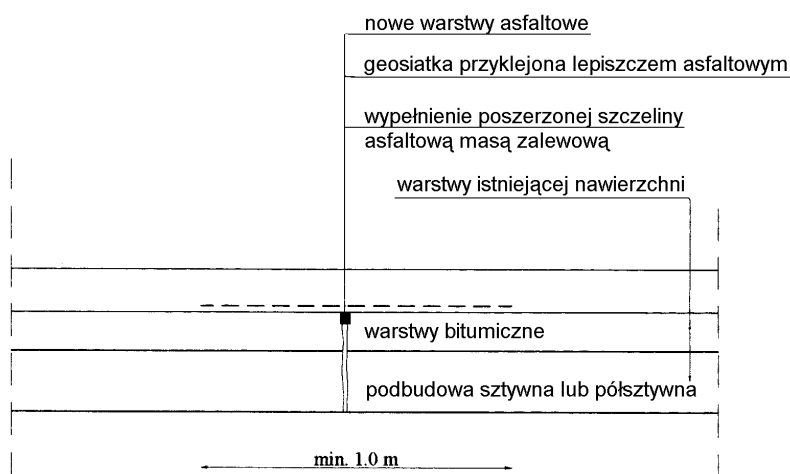 nowe warstwy asfaltowe
geosiatka przyklejona lepiszczem asfaltowym
wypełnienie poszerzonej szczeliny
asfaltową masą zalewową
warstwy istniejącej nawierzchni
warstwy bitumiczne
podbudowa sztywna lub półsztywna
min. 1.0 m